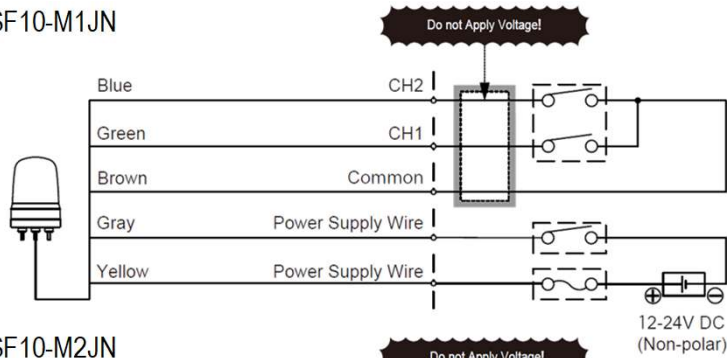 SF10-M1JN
Do not Apply Voltage!
Blue CH2
Green CH1
Brown Common
Gray Power Supply Wire
Yellow Power Supply Wire
12-24V DC
(Non-polar)
SF10-M2JN
Do not Apply Voltage!